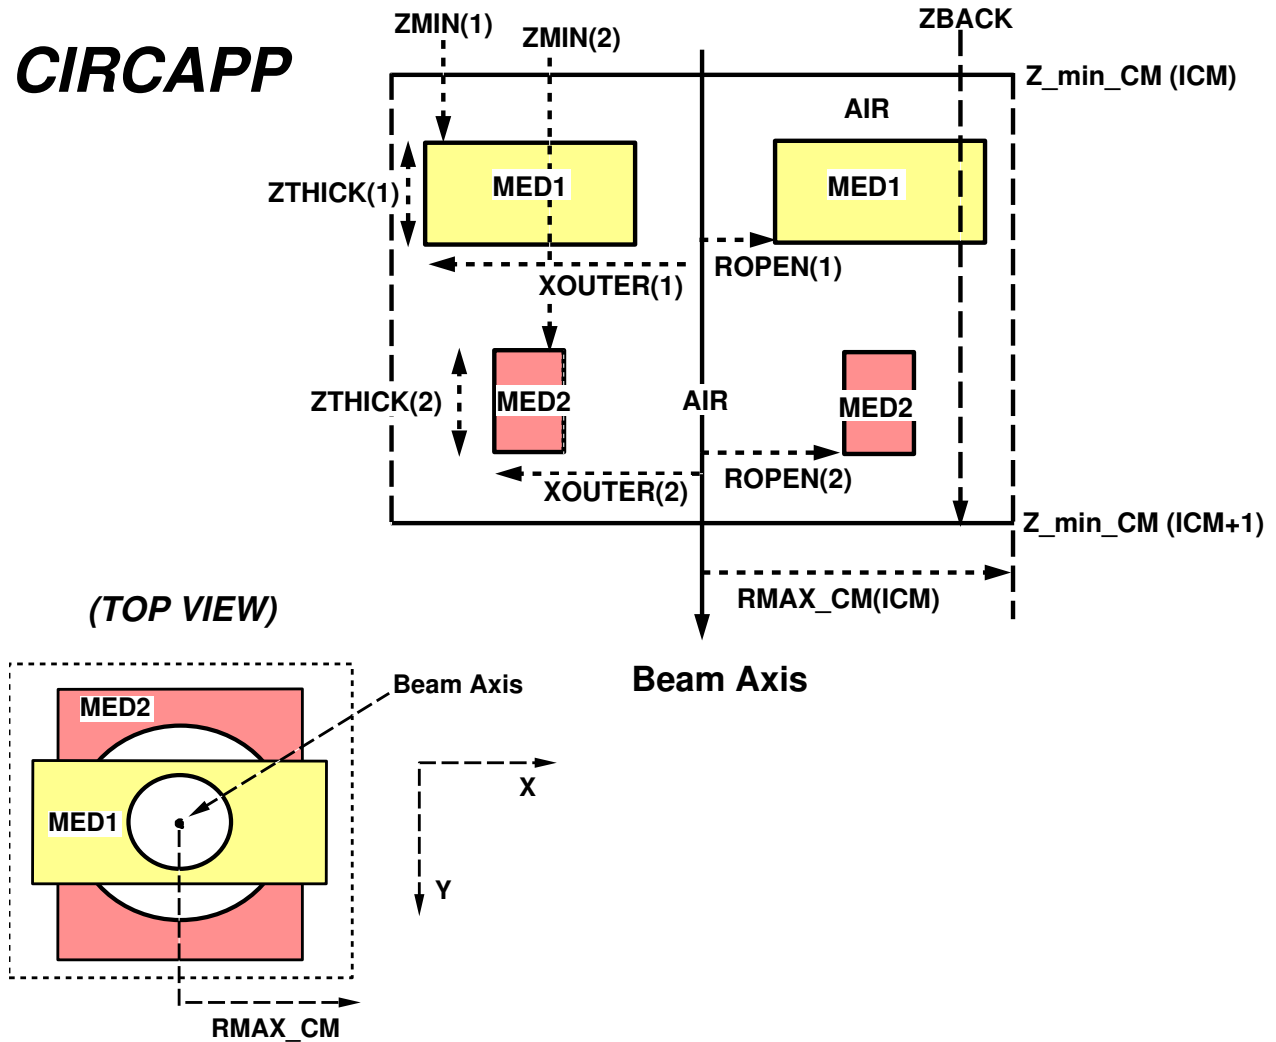 CIRCAPP
ZMIN(1)
ZMIN(2)
ZBACK
Z_min_CM (ICM)
AIR
MED1
MED1
ZTHICK(1)
ROPEN(1)
XOUTER(1)
ZTHICK(2)
MED2
AIR
MED2
ROPEN(2)
XOUTER(2)
Z_min_CM (ICM+1)
RMAX_CM(ICM)
Beam Axis
(TOP VIEW)
Beam Axis
MED2
MED1
X
Y
RMAX_CM